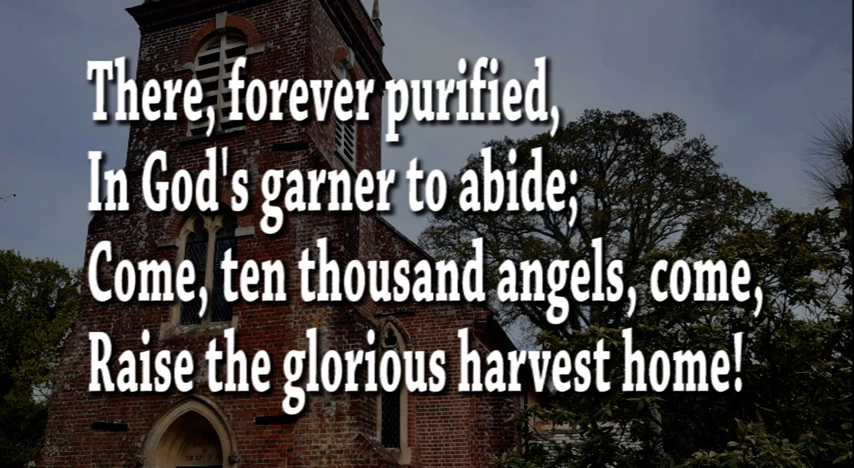 There, forever purified,
In God's garner to abide;
Come, ten thousand angels, come,
Raise the glorious harvest home!